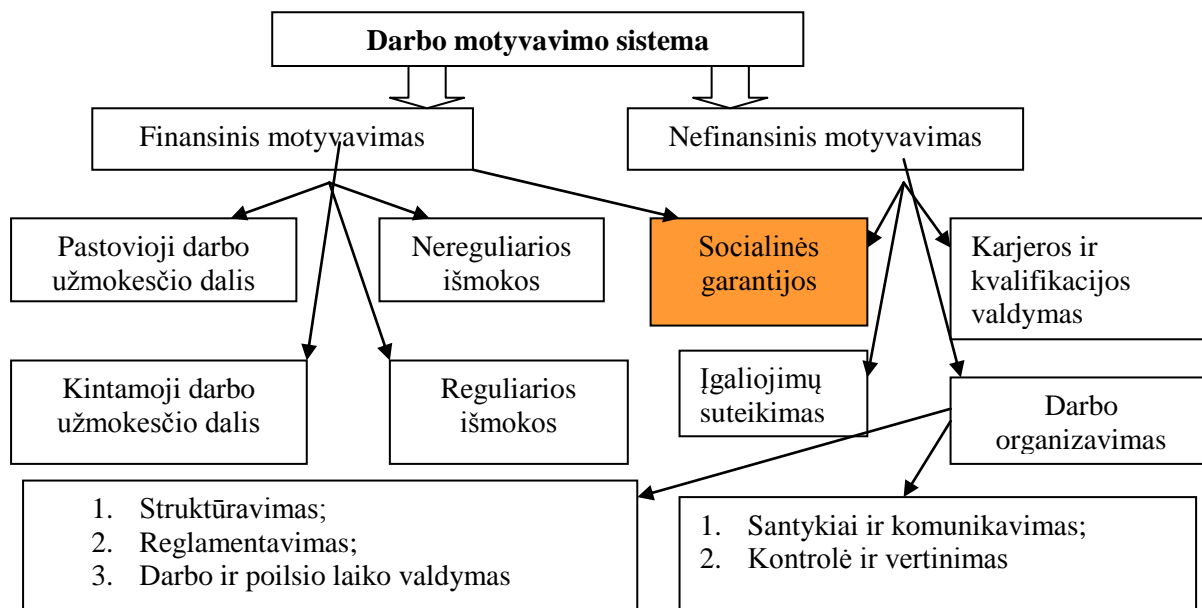 Darbo motyvavimo sistema
Finansinis motyvavimas
Nefinansinis motyvavimas
Pastovioji darbo
užmokesčio dalis
Nereguliarios
išmokos
Socialinės
garantijos
Karjeros ir
kvalifikacijos
valdymas
Kintamoji darbo
užmokesčio dalis
Reguliarios
išmokos
Įgaliojimų
suteikimas
Darbo
organizavimas
1. Struktūravimas;
2. Reglamentavimas;
3. Darbo ir poilsio laiko valdymas
1. Santykiai ir komunikavimas;
2. Kontrolė ir vertinimas